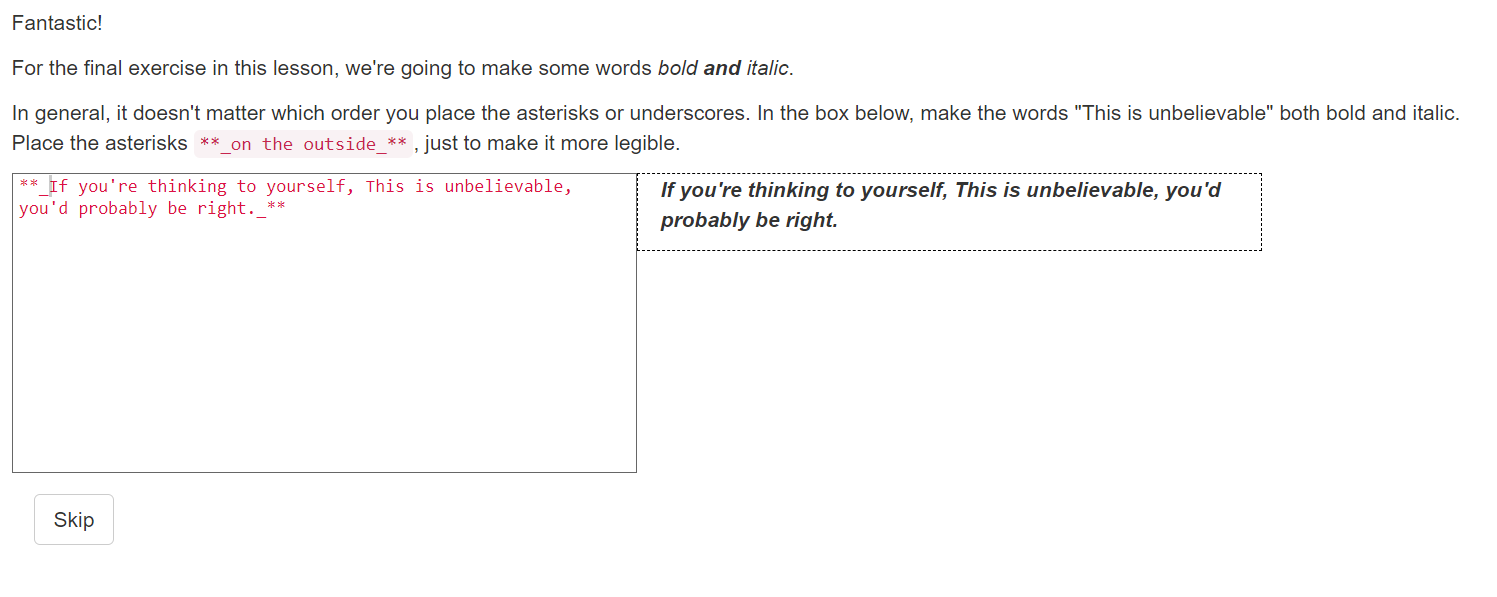 Fantastic!
For the final exercise in this lesson, we're going to make some words bold and italic.
In general, it doesn't matter which order you place the asterisks or underscores. In the box below, make the words "This is unbelievable" both bold and italic.
Place the asterisks **_on the outside_**, just to make it more legible.
**_If you're thinking to yourself, This is unbelievable,
you'd probably be right._**
If you're thinking to yourself, This is unbelievable, you'd
probably be right.
Skip